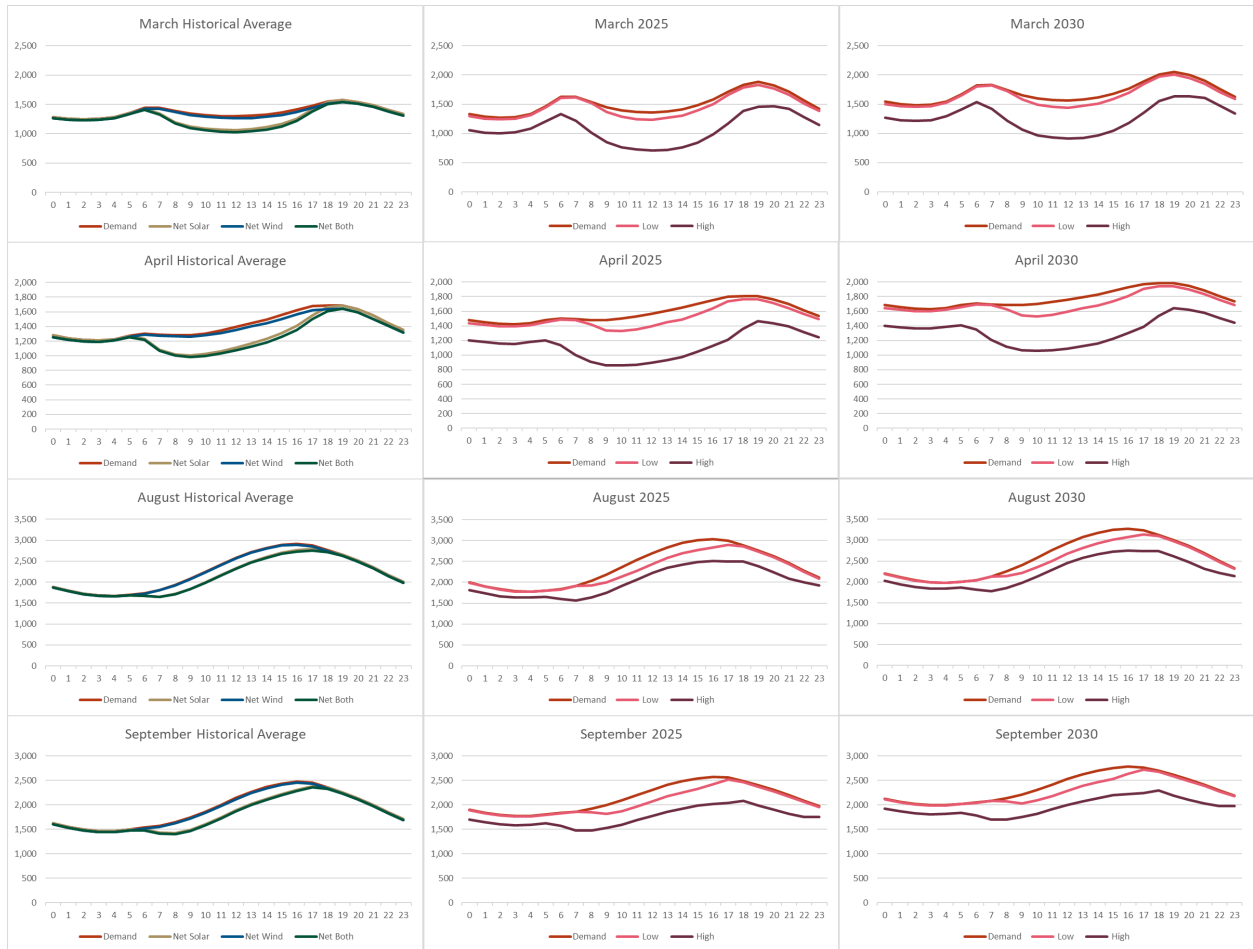 March Historical Average
2,500
2,000
1,500
1,000
500
0
0 1 2 3 4 5 6 7 8 9 10 11 12 13 14 15 16 17 18 19 20 21 22 23
Demand Net Solar Net Wind Net Both
March 2025
2,500
2,000
1,500
1,000
500
0
0 1 2 3 4 5 6 7 8 9 10 11 12 13 14 15 16 17 18 19 20 21 22 23
Demand Low High
March 2030
2,500
2,000
1,500
1,000
500
0
0 1 2 3 4 5 6 7 8 9 10 11 12 13 14 15 16 17 18 19 20 21 22 23
Demand Low High
April Historical Average
2,000
1,800
1,600
1,400
1,200
1,000
800
600
400
200
0
0 1 2 3 4 5 6 7 8 9 10 11 12 13 14 15 16 17 18 19 20 21 22 23
Demand Net Solar Net Wind Net Both
April 2025
2,000
1,800
1,600
1,400
1,200
1,000
800
600
400
200
0
0 1 2 3 4 5 6 7 8 9 10 11 12 13 14 15 16 17 18 19 20 21 22 23
Demand Low High
April 2030
2,000
1,800
1,600
1,400
1,200
1,000
800
600
400
200
0
0 1 2 3 4 5 6 7 8 9 10 11 12 13 14 15 16 17 18 19 20 21 22 23
Demand Low High
August Historical Average
3,500
3,000
2,500
2,000
1,500
1,000
500
0
0 1 2 3 4 5 6 7 8 9 10 11 12 13 14 15 16 17 18 19 20 21 22 23
Demand Net Solar Net Wind Net Both
August 2025
3,500
3,000
2,500
2,000
1,500
1,000
500
0
0 1 2 3 4 5 6 7 8 9 10 11 12 13 14 15 16 17 18 19 20 21 22 23
Demand Low High
August 2030
3,500
3,000
2,500
2,000
1,500
1,000
500
0
0 1 2 3 4 5 6 7 8 9 10 11 12 13 14 15 16 17 18 19 20 21 22 23
Demand Low High
September Historical Average
3,000
2,500
2,000
1,500
1,000
500
0
0 1 2 3 4 5 6 7 8 9 10 11 12 13 14 15 16 17 18 19 20 21 22 23
Demand Net Solar Net Wind Net Both
September 2025
3,000
2,500
2,000
1,500
1,000
500
0
0 1 2 3 4 5 6 7 8 9 10 11 12 13 14 15 16 17 18 19 20 21 22 23
Demand Low High
September 2030
3,000
2,500
2,000
1,500
1,000
500
0
0 1 2 3 4 5 6 7 8 9 10 11 12 13 14 15 16 17 18 19 20 21 22 23
Demand Low High